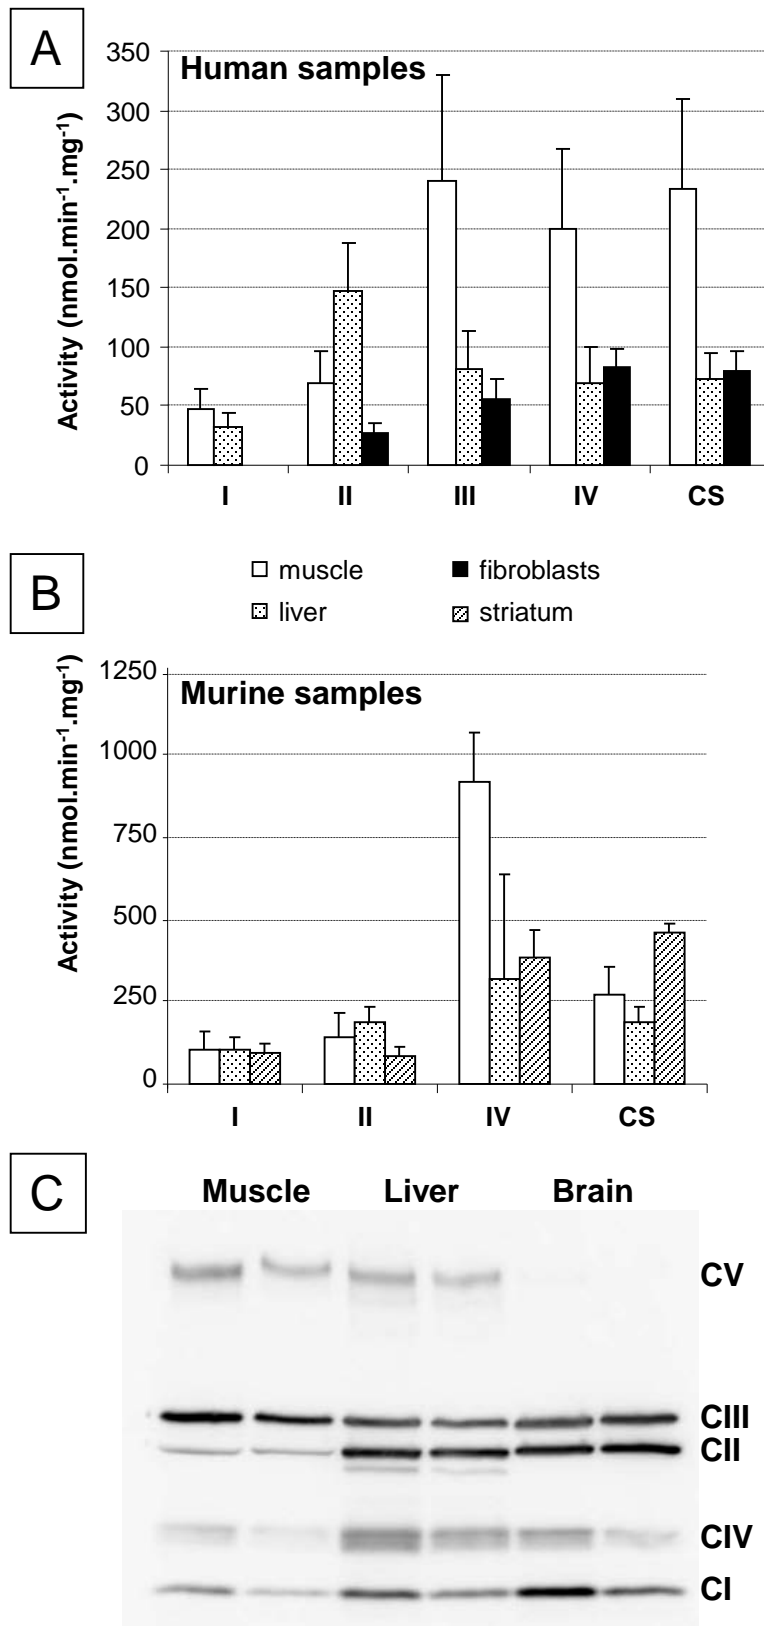 A
Human samples
Activity (nmol.min⁻¹.mg⁻¹)
350
300
250
200
150
100
50
0
I II III IV CS
B
muscle fibroblasts
liver striatum
Murine samples
Activity (nmol.min⁻¹.mg⁻¹)
1250
1000
750
500
250
0
I II IV CS
C
Muscle Liver Brain
CV
CIII
CII
CIV
CI